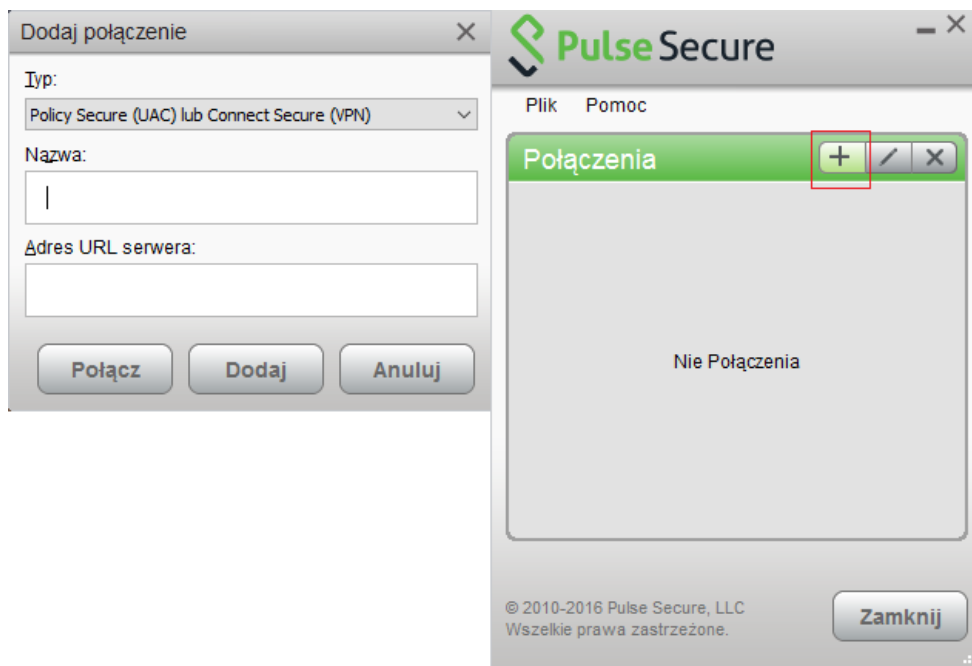 Dodaj połączenie
Typ:
Policy Secure (UAC) lub Connect Secure (VPN)
Nazwa:
Adres URL serwera:
Połącz Dodaj Anuluj
Pulse Secure
Plik Pomoc
Połączenia
Nie Połączenia
© 2010-2016 Pulse Secure, LLC
Wszelkie prawa zastrzeżone.
Zamknij